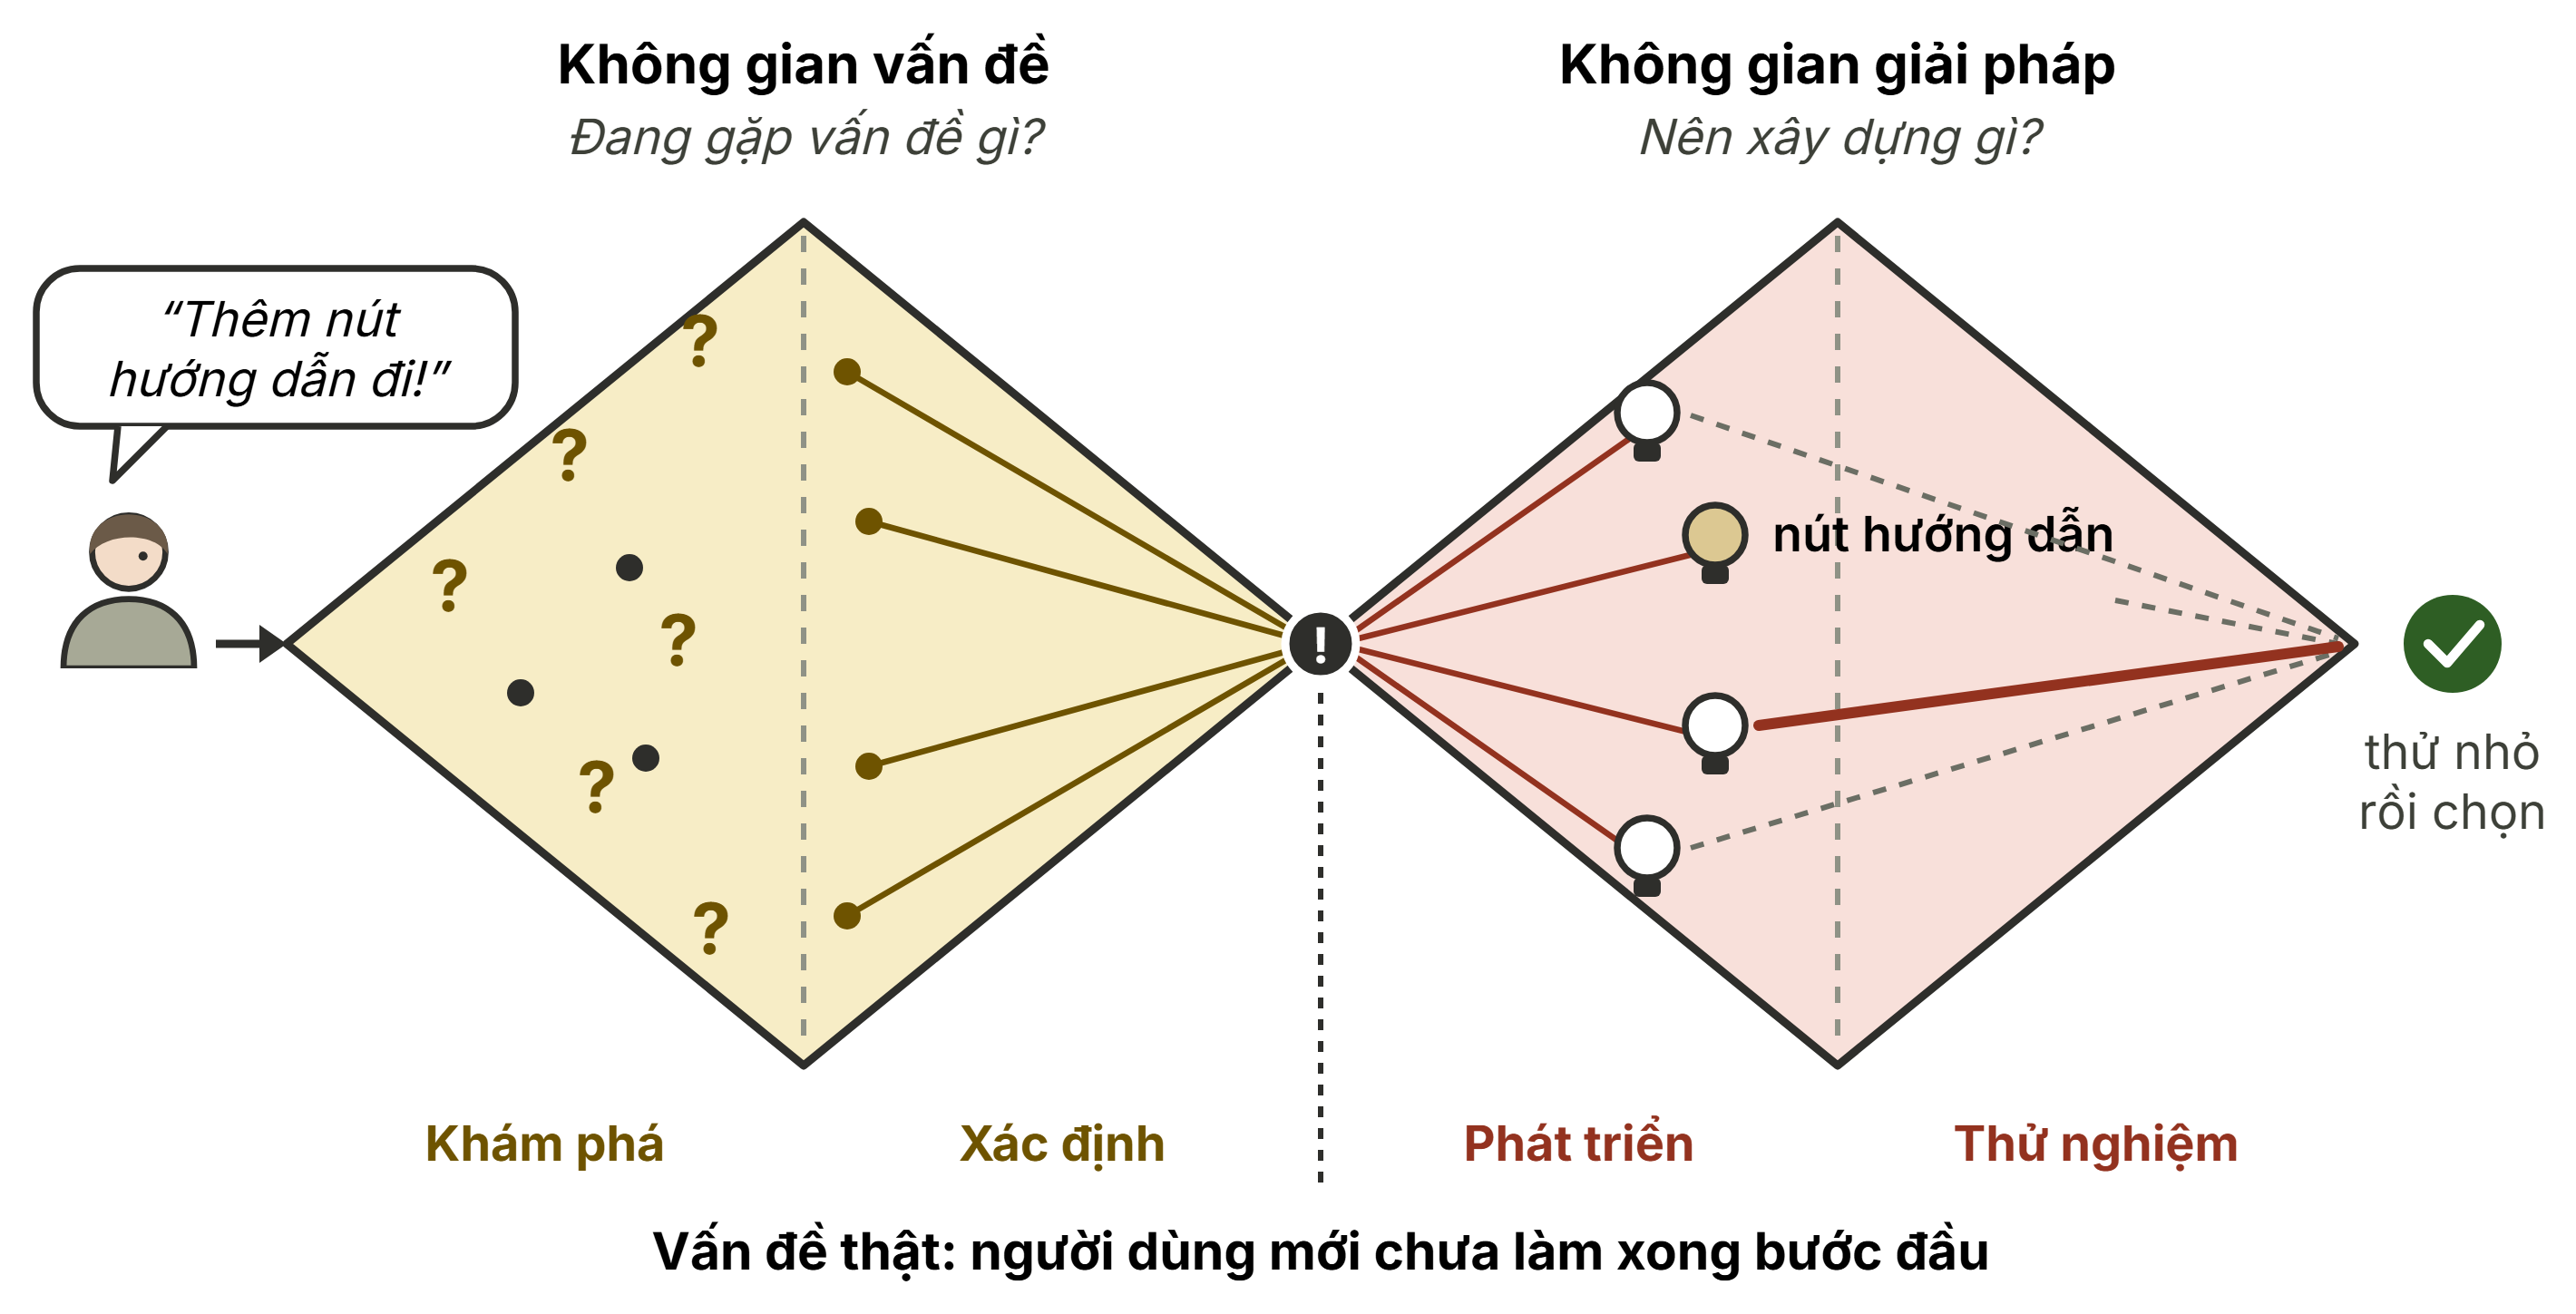 Không gian vấn đề
Đang gặp vấn đề gì?
Không gian giải pháp
Nên xây dựng gì?
“Thêm nút
hướng dẫn đi!”
?
?
?
?
?
?
!
nút hướng dẫn
thử nhỏ
rồi chọn
Khám phá
Xác định
Phát triển
Thử nghiệm
Vấn đề thật: người dùng mới chưa làm xong bước đầu